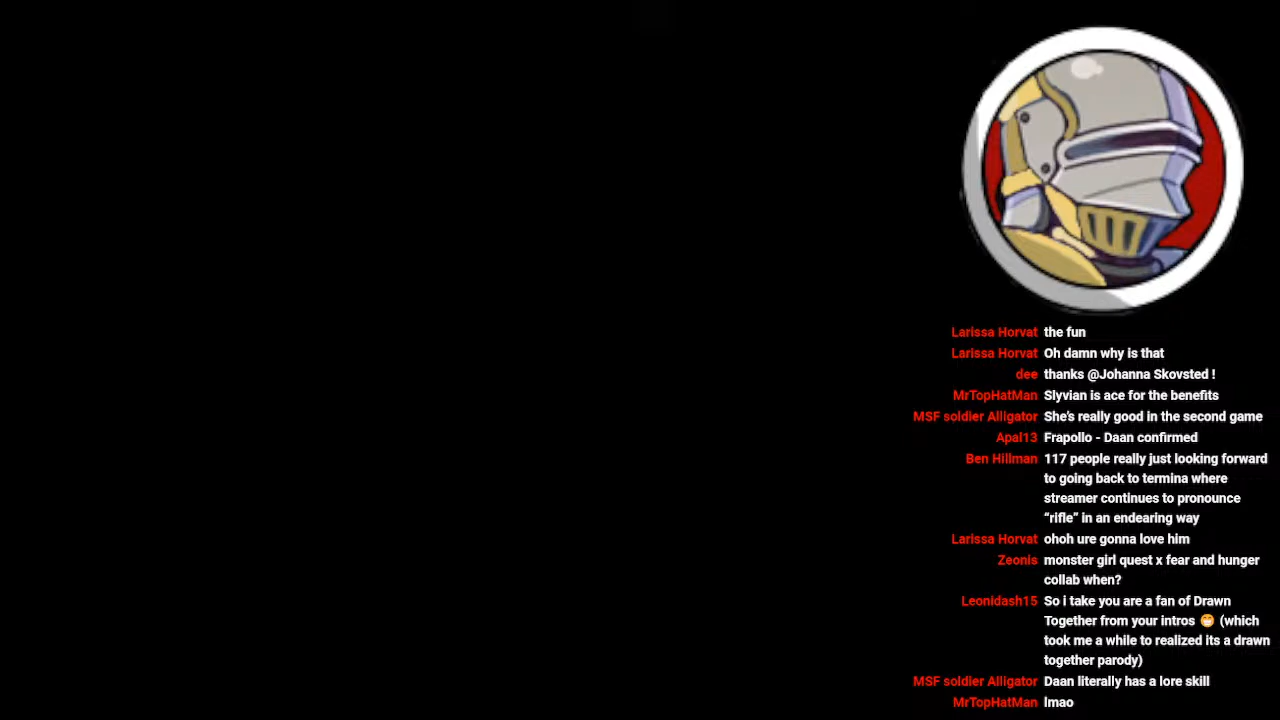 Larissa Horvat the fun
Larissa Horvat Oh damn why is that
dee thanks @Johanna Skovsted !
MrTopHatMan Slyvian is ace for the benefits
MSF soldier Alligator She's really good in the second game
Apal13 Frapollo - Daan confirmed
Ben Hillman 117 people really just looking forward
to going back to termina where
streamer continues to pronounce
“rifle” in an endearing way
Larissa Horvat ohoh ure gonna love him
Zeonis monster girl quest x fear and hunger
collab when?
Leonidash15 So i take you are a fan of Drawn
Together from your intros 😁 (which
took me a while to realized its a drawn
together parody)
MSF soldier Alligator Daan literally has a lore skill
MrTopHatMan lmao